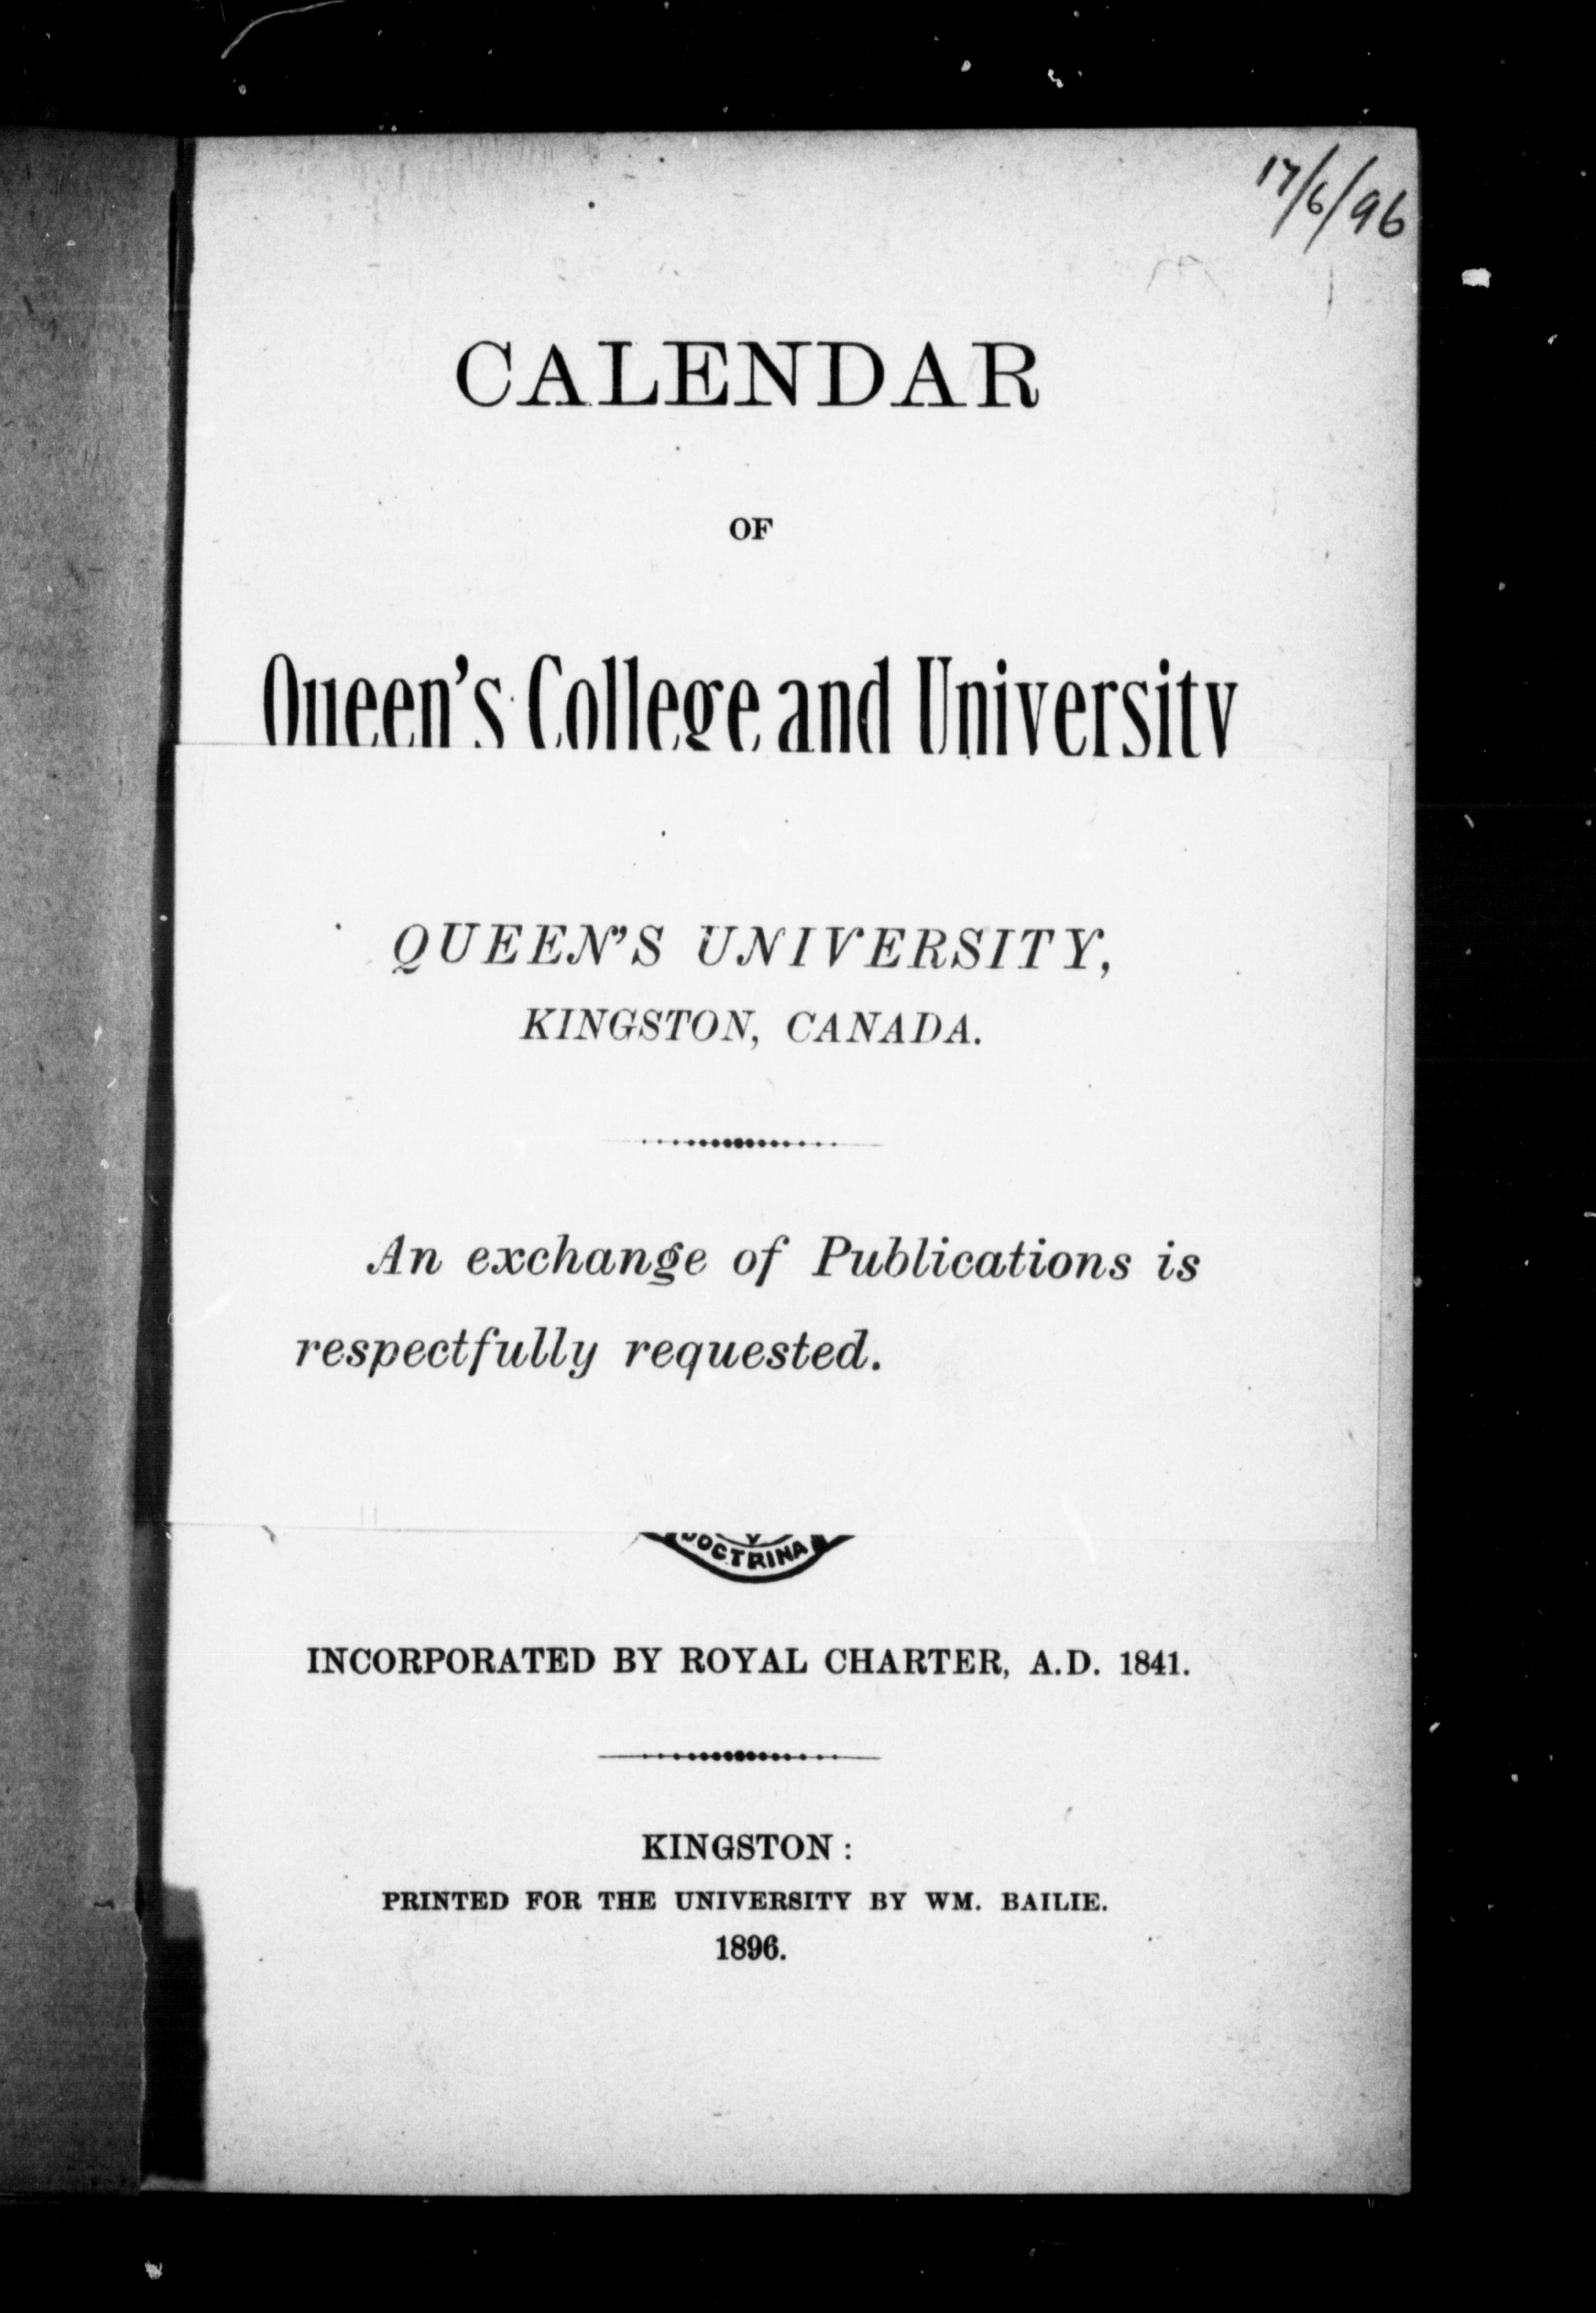 17/6/96
CALENDAR
OF
Queen's College and University
QUEEN'S UNIVERSITY,
KINGSTON, CANADA.
An exchange of Publications is
respectfully requested.
DOCTRINA
INCORPORATED BY ROYAL CHARTER, A.D. 1841.
KINGSTON:
PRINTED FOR THE UNIVERSITY BY WM. BAILIE.
1896.